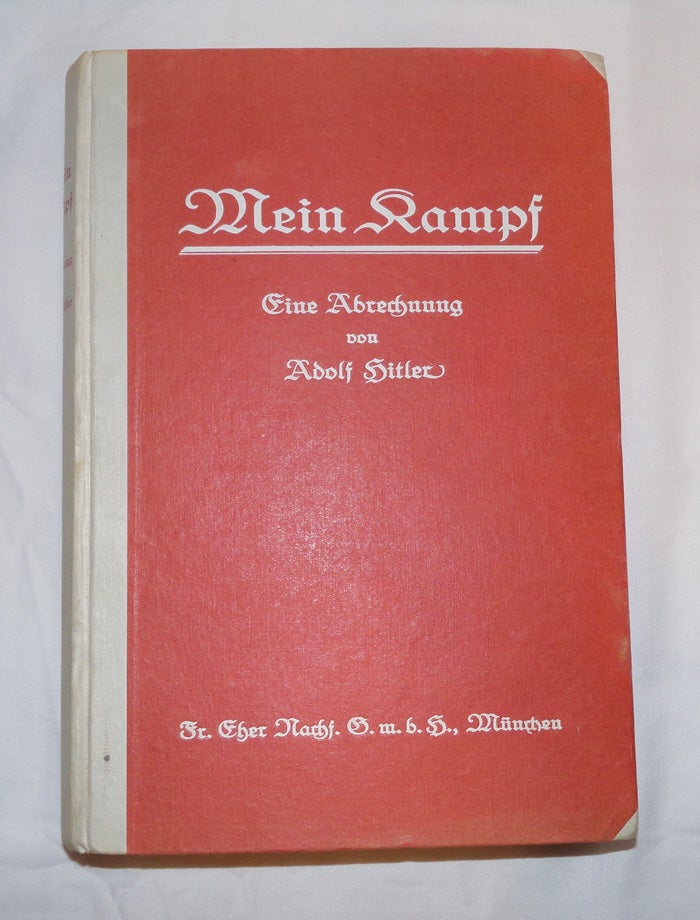 Mein Kampf
Eine Abrechnung
von
Adolf Hitler
Fr. Eher Nachf. G. m. b. H., München